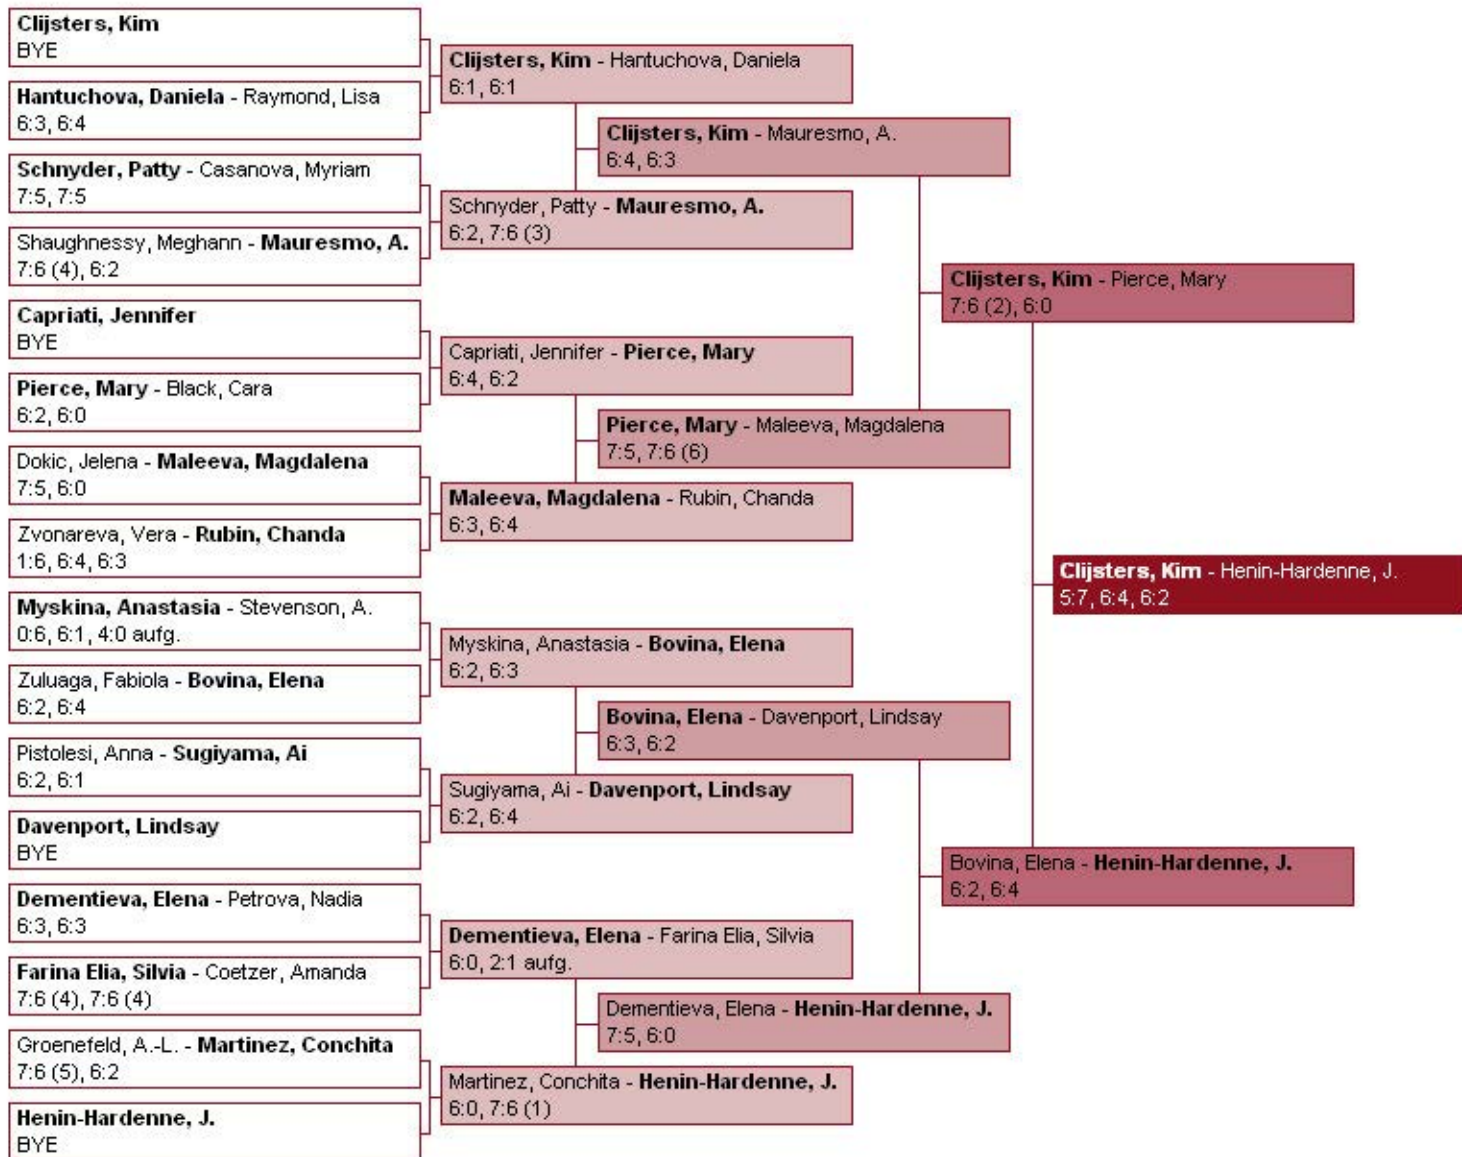 Clijsters, Kim
BYE
Hantuchova, Daniela - Raymond, Lisa
6:3, 6:4
Schnyder, Patty - Casanova, Myriam
7:5, 7:5
Shaughnessy, Meghann - Mauresmo, A.
7:6 (4), 6:2
Capriati, Jennifer
BYE
Pierce, Mary - Black, Cara
6:2, 6:0
Dokic, Jelena - Maleeva, Magdalena
7:5, 6:0
Zvonareva, Vera - Rubin, Chanda
1:6, 6:4, 6:3
Myskina, Anastasia - Stevenson, A.
0:6, 6:1, 4:0 aufg.
Zuluaga, Fabiola - Bovina, Elena
6:2, 6:4
Pistolesi, Anna - Sugiyama, Ai
6:2, 6:1
Davenport, Lindsay
BYE
Dementieva, Elena - Petrova, Nadia
6:3, 6:3
Farina Elia, Silvia - Coetzer, Amanda
7:6 (4), 7:6 (4)
Groenefeld, A.-L. - Martinez, Conchita
7:6 (5), 6:2
Henin-Hardenne, J.
BYE
Clijsters, Kim - Hantuchova, Daniela
6:1, 6:1
Schnyder, Patty - Mauresmo, A.
6:2, 7:6 (3)
Capriati, Jennifer - Pierce, Mary
6:4, 6:2
Maleeva, Magdalena - Rubin, Chanda
6:3, 6:4
Myskina, Anastasia - Bovina, Elena
6:2, 6:3
Sugiyama, Ai - Davenport, Lindsay
6:2, 6:4
Dementieva, Elena - Farina Elia, Silvia
6:0, 2:1 aufg.
Martinez, Conchita - Henin-Hardenne, J.
6:0, 7:6 (1)
Clijsters, Kim - Mauresmo, A.
6:4, 6:3
Pierce, Mary - Maleeva, Magdalena
7:5, 7:6 (6)
Bovina, Elena - Davenport, Lindsay
6:3, 6:2
Dementieva, Elena - Henin-Hardenne, J.
7:5, 6:0
Clijsters, Kim - Pierce, Mary
7:6 (2), 6:0
Bovina, Elena - Henin-Hardenne, J.
6:2, 6:4
Clijsters, Kim - Henin-Hardenne, J.
5:7, 6:4, 6:2